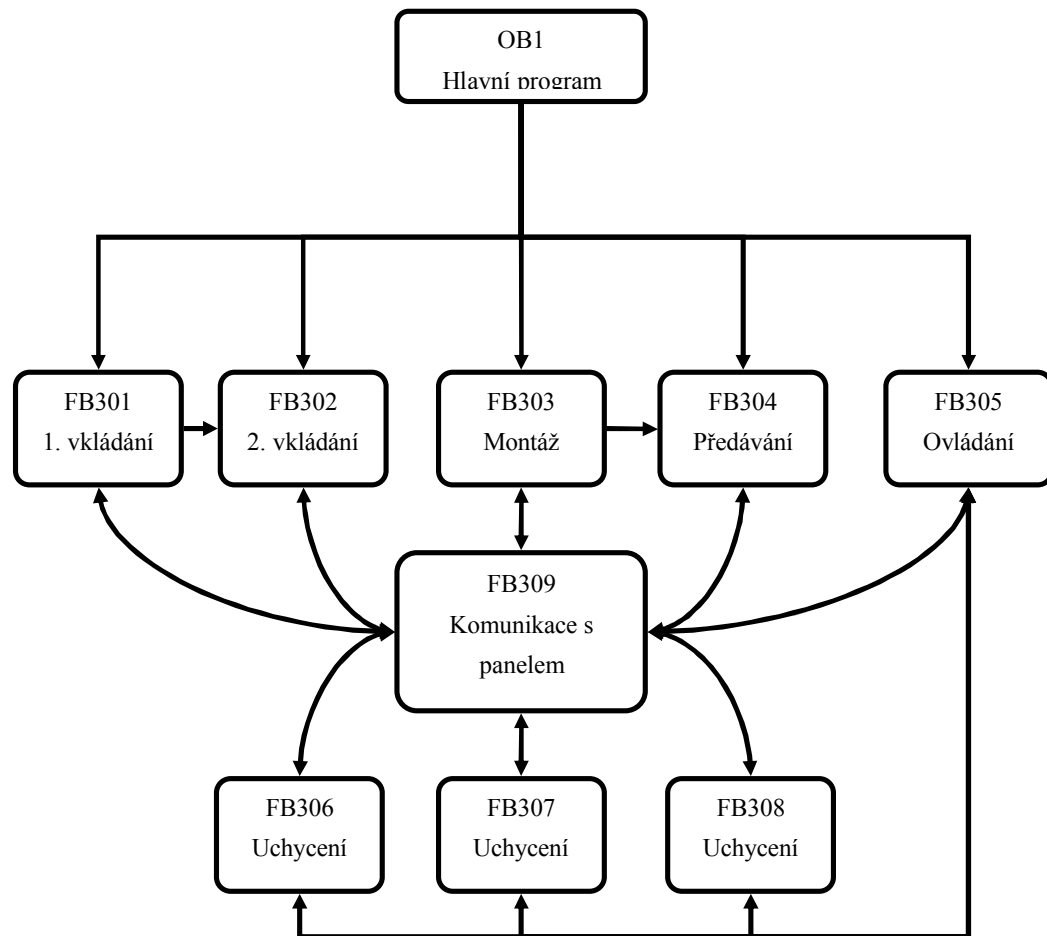 OB1
Hlavní program
FB301
1. vkládání
FB302
2. vkládání
FB303
Montáž
FB304
Předávání
FB305
Ovládání
FB309
Komunikace s
panelem
FB306
Uchycení
FB307
Uchycení
FB308
Uchycení